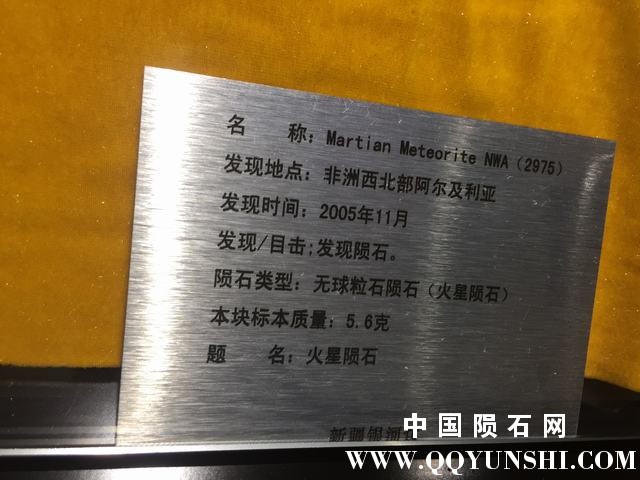 名　　称：Martian Meteorite NWA（2975）
发现地点：非洲西北部阿尔及利亚
发现时间：2005年11月
发现/目击;发现陨石。
陨石类型：无球粒石陨石（火星陨石）
本块标本质量：5.6克
题　　名：火星陨石
新疆银河
中国陨石网
WWW.QQYUNSHI.COM